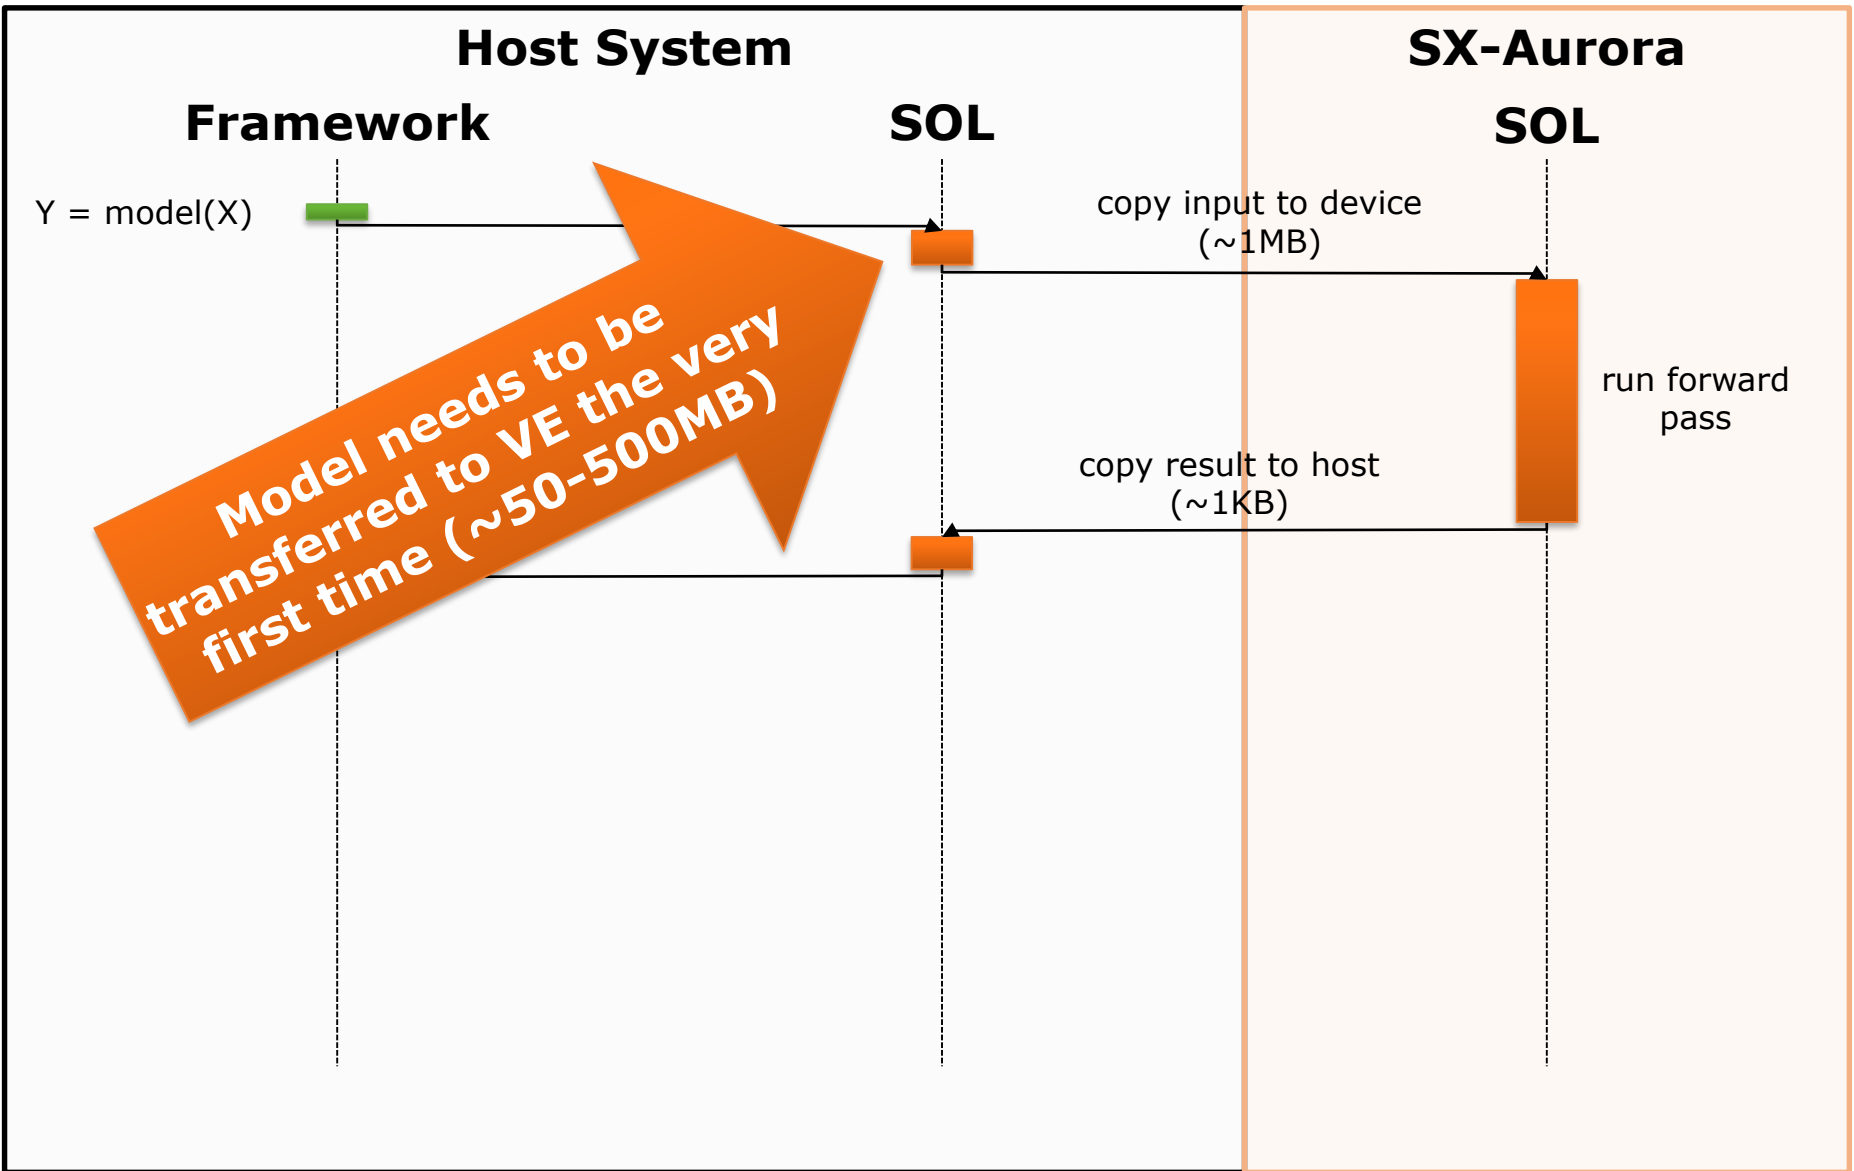 Host System
SX-Aurora
Framework
SOL
SOL
Y = model(X)
copy input to device
(~1MB)
Model needs to be
transferred to VE the very
first time (~50-500MB)
run forward
pass
copy result to host
(~1KB)